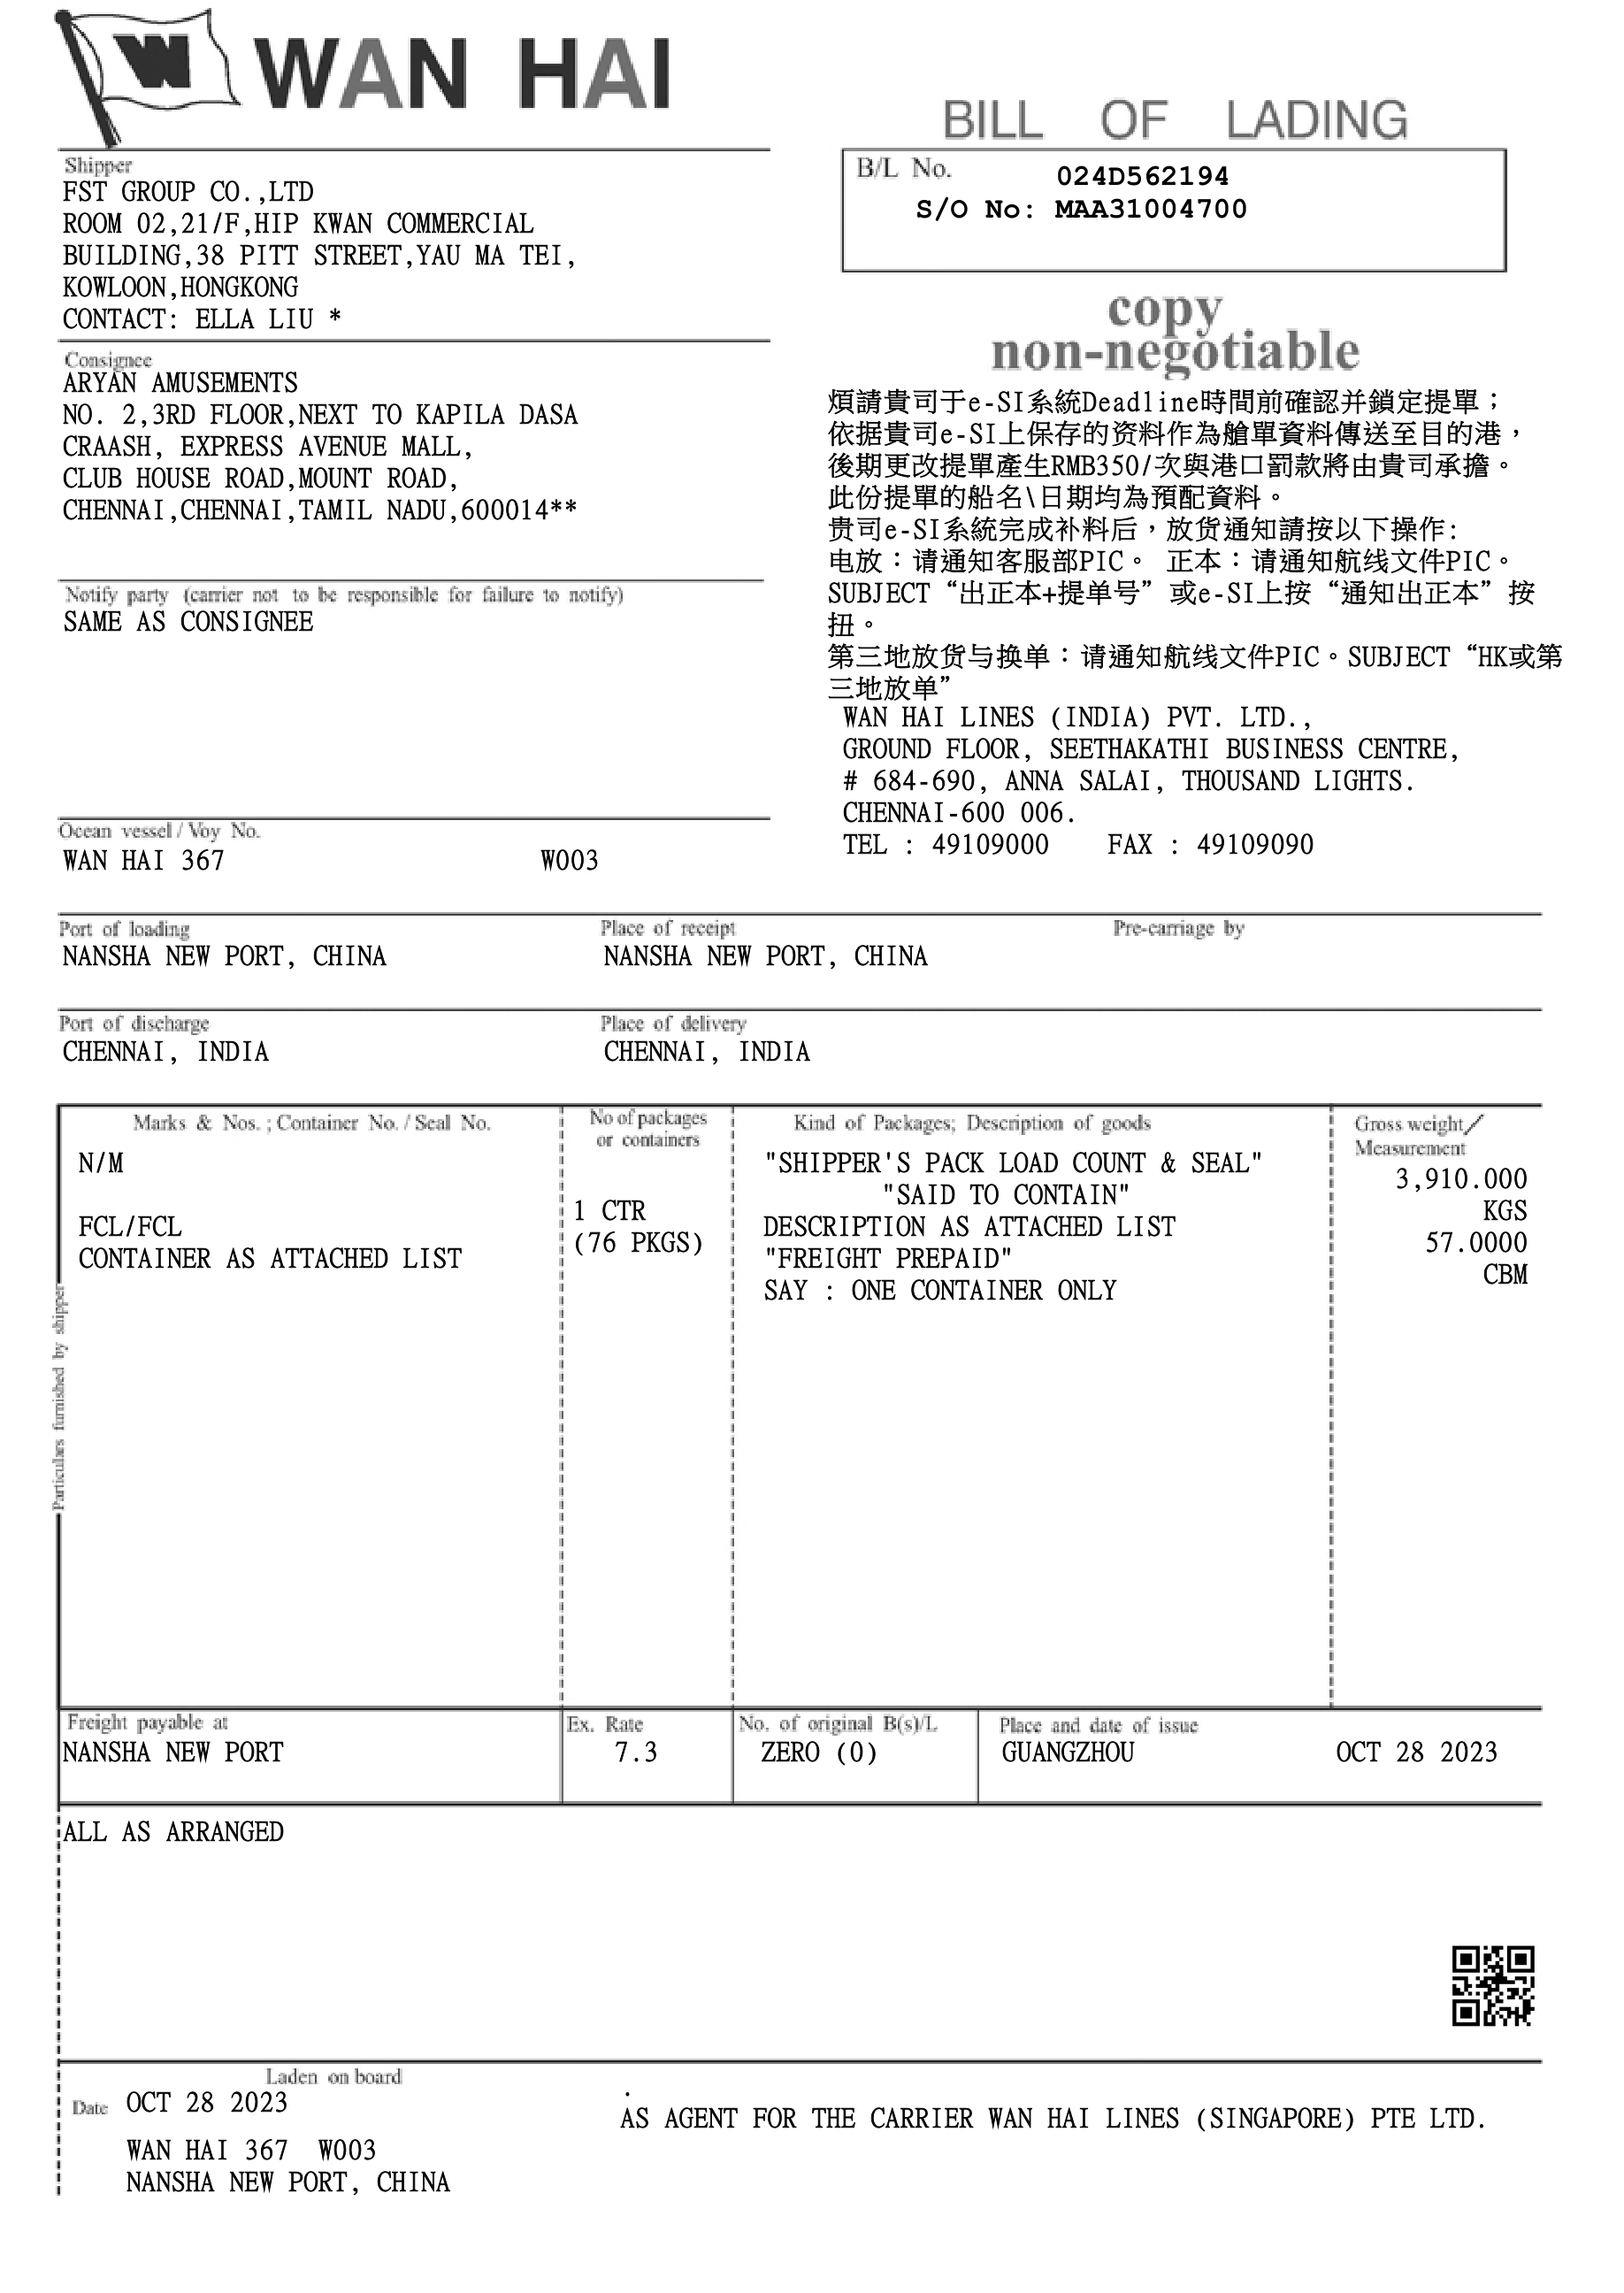 W WAN HAI
BILL OF LADING
Shipper
FST GROUP CO.,LTD
ROOM 02,21/F,HIP KWAN COMMERCIAL
BUILDING,38 PITT STREET,YAU MA TEI,
KOWLOON,HONGKONG
CONTACT: ELLA LIU *
B/L No. 024D562194
S/O No: MAA31004700
copy
non-negotiable
Consignee
ARYAN AMUSEMENTS
NO. 2,3RD FLOOR,NEXT TO KAPILA DASA
CRAASH, EXPRESS AVENUE MALL,
CLUB HOUSE ROAD,MOUNT ROAD,
CHENNAI,CHENNAI,TAMIL NADU,600014**
Notify party (carrier not to be responsible for failure to notify)
SAME AS CONSIGNEE
煩請貴司于e-SI系統Deadline時間前確認并鎖定提單；
依据貴司e-SI上保存的资料作為艙單資料傳送至目的港，
後期更改提單產生RMB350/次與港口罰款將由貴司承擔。
此份提單的船名\日期均為預配資料。
贵司e-SI系統完成补料后，放货通知請按以下操作:
电放：请通知客服部PIC。 正本：请通知航线文件PIC。
SUBJECT“出正本+提单号”或e-SI上按“通知出正本”按
扭。
第三地放货与换单：请通知航线文件PIC。SUBJECT“HK或第
三地放单”
WAN HAI LINES (INDIA) PVT. LTD.,
GROUND FLOOR, SEETHAKATHI BUSINESS CENTRE,
# 684-690, ANNA SALAI, THOUSAND LIGHTS.
CHENNAI-600 006.
TEL : 49109000 FAX : 49109090
Ocean vessel / Voy No.
WAN HAI 367 W003
Port of loading Place of receipt Pre-carriage by
NANSHA NEW PORT, CHINA NANSHA NEW PORT, CHINA
Port of discharge Place of delivery
CHENNAI, INDIA CHENNAI, INDIA
Marks & Nos. ; Container No. / Seal No.
No of packages
or containers
Kind of Packages; Description of goods
Gross weight/
Measurement
N/M
FCL/FCL
CONTAINER AS ATTACHED LIST
1 CTR
(76 PKGS)
"SHIPPER'S PACK LOAD COUNT & SEAL"
"SAID TO CONTAIN"
DESCRIPTION AS ATTACHED LIST
"FREIGHT PREPAID"
SAY : ONE CONTAINER ONLY
3,910.000
KGS
57.0000
CBM
Particulars furnished by shipper
Freight payable at Ex. Rate No. of original B(s)/L Place and date of issue
NANSHA NEW PORT 7.3 ZERO (0) GUANGZHOU OCT 28 2023
ALL AS ARRANGED
Laden on board
Date OCT 28 2023
WAN HAI 367 W003
NANSHA NEW PORT, CHINA
.
AS AGENT FOR THE CARRIER WAN HAI LINES (SINGAPORE) PTE LTD.